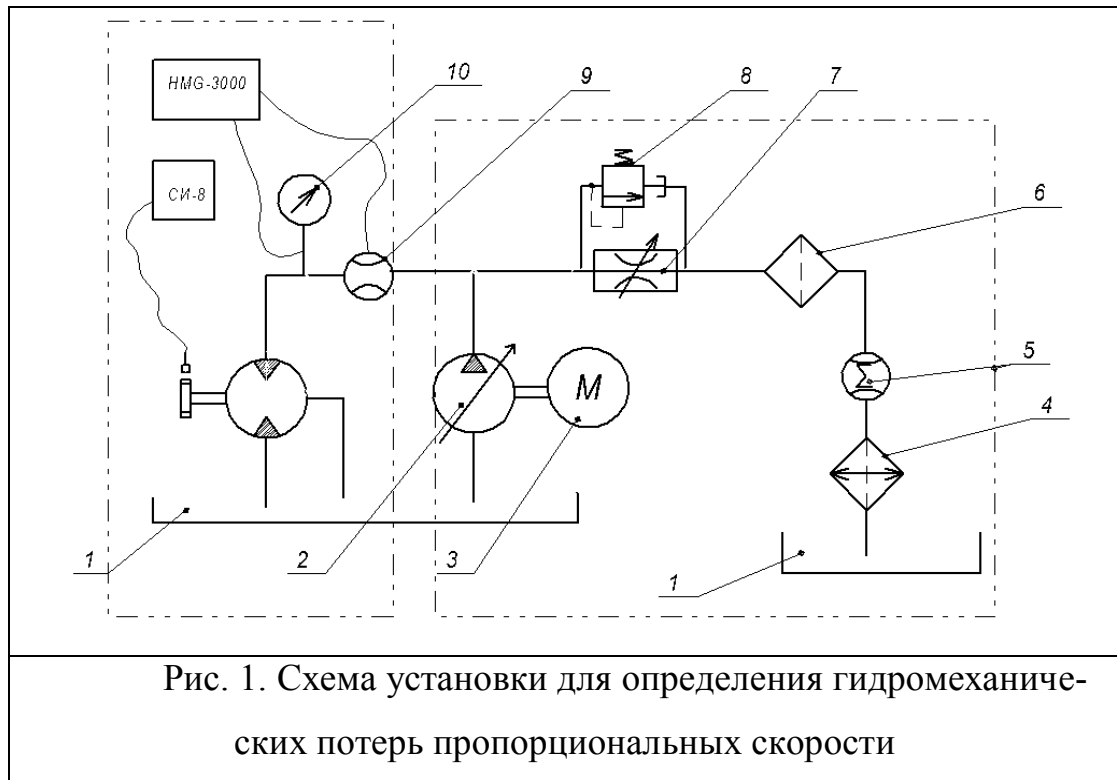 HMG-3000
10
9
8
7
СИ-8
6
M
5
4
1
2
3
1
Рис. 1. Схема установки для определения гидромеханиче-
ских потерь пропорциональных скорости